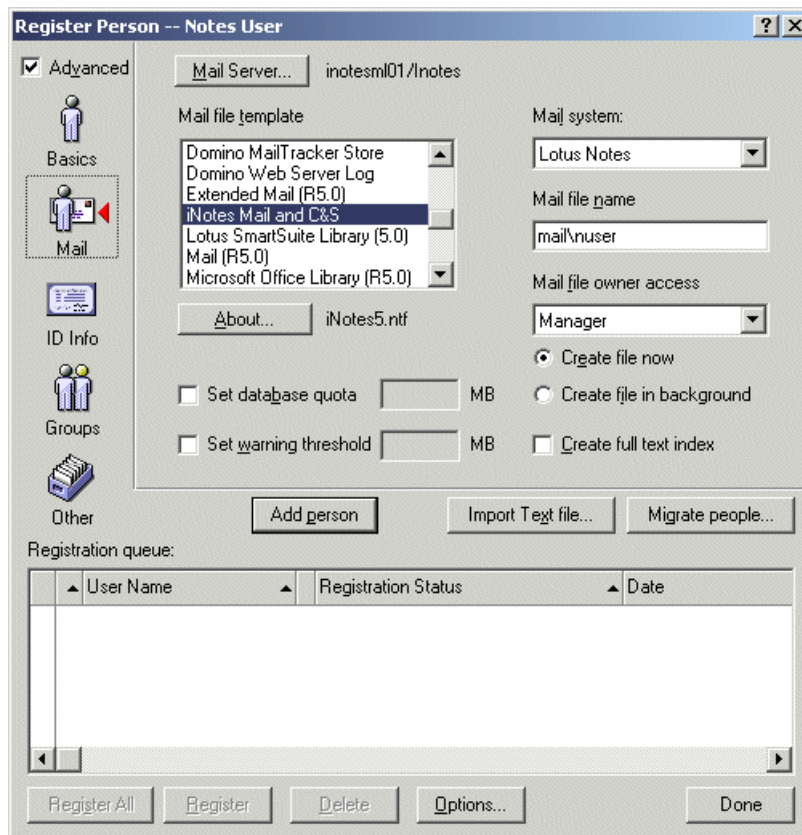 Register Person -- Notes User
Advanced
Basics
Mail
ID Info
Groups
Other
Mail Server... inotesml01/Inotes
Mail file template
Domino MailTracker Store
Domino Web Server Log
Extended Mail (R5.0)
iNotes Mail and C&S
Lotus SmartSuite Library (5.0)
Mail (R5.0)
Microsoft Office Library (R5.0)
About... iNotes5.ntf
Set database quota MB
Set warning threshold MB
Mail system:
Lotus Notes
Mail file name
mail\nuser
Mail file owner access
Manager
Create file now
Create file in background
Create full text index
Add person Import Text file... Migrate people...
Registration queue:
User Name Registration Status Date
Register All Register Delete Options... Done